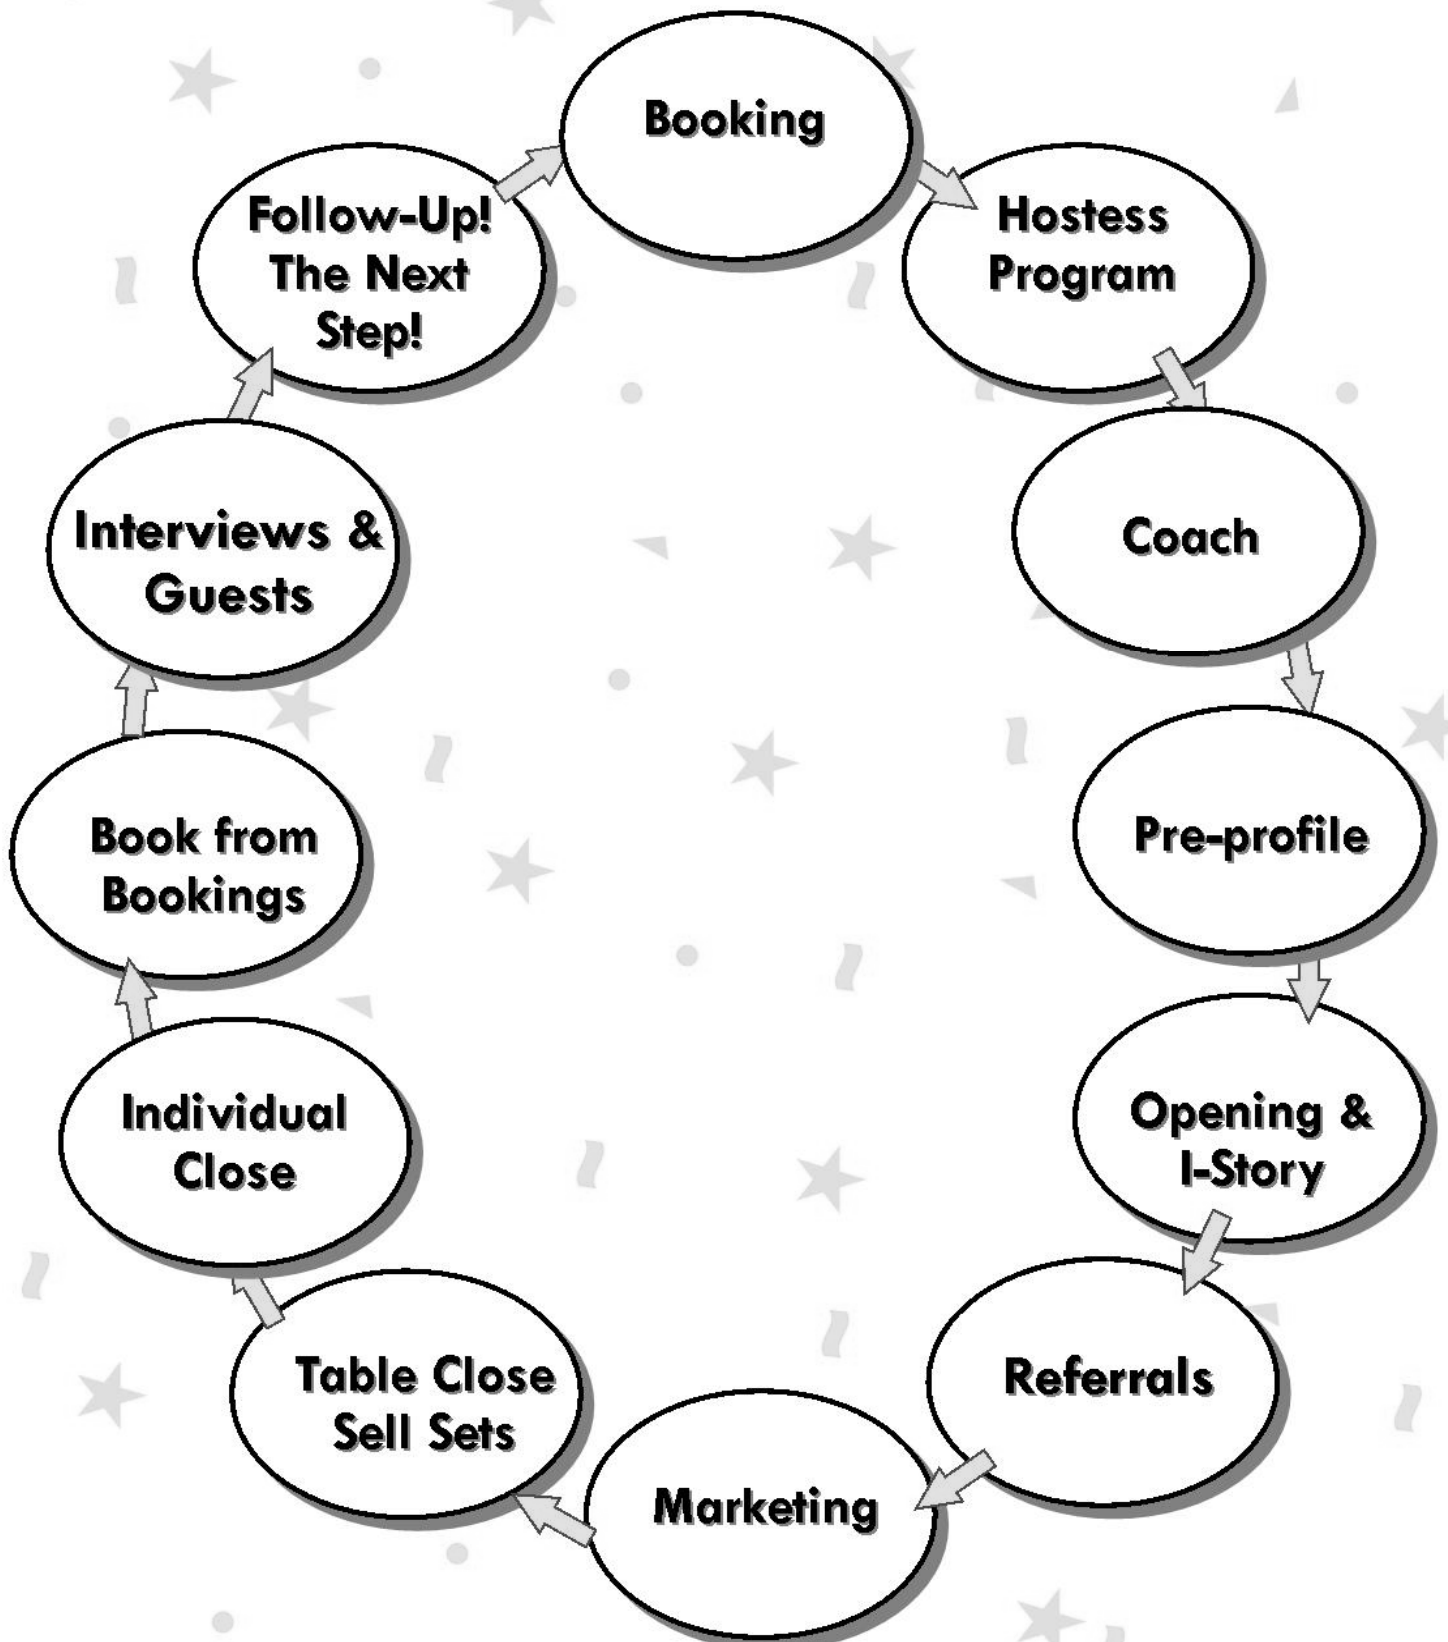 Booking
Hostess
Program
Coach
Pre-profile
Opening &
I-Story
Referrals
Marketing
Table Close
Sell Sets
Individual
Close
Book from
Bookings
Interviews &
Guests
Follow-Up!
The Next
Step!